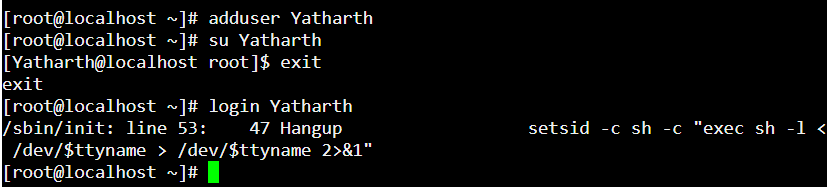 [root@localhost ~]# adduser Yatharth
[root@localhost ~]# su Yatharth
[Yatharth@localhost root]$ exit
exit
[root@localhost ~]# login Yatharth
/sbin/init: line 53:    47 Hangup                  setsid -c sh -c "exec sh -l <
 /dev/$ttyname > /dev/$ttyname 2>&1"
[root@localhost ~]#